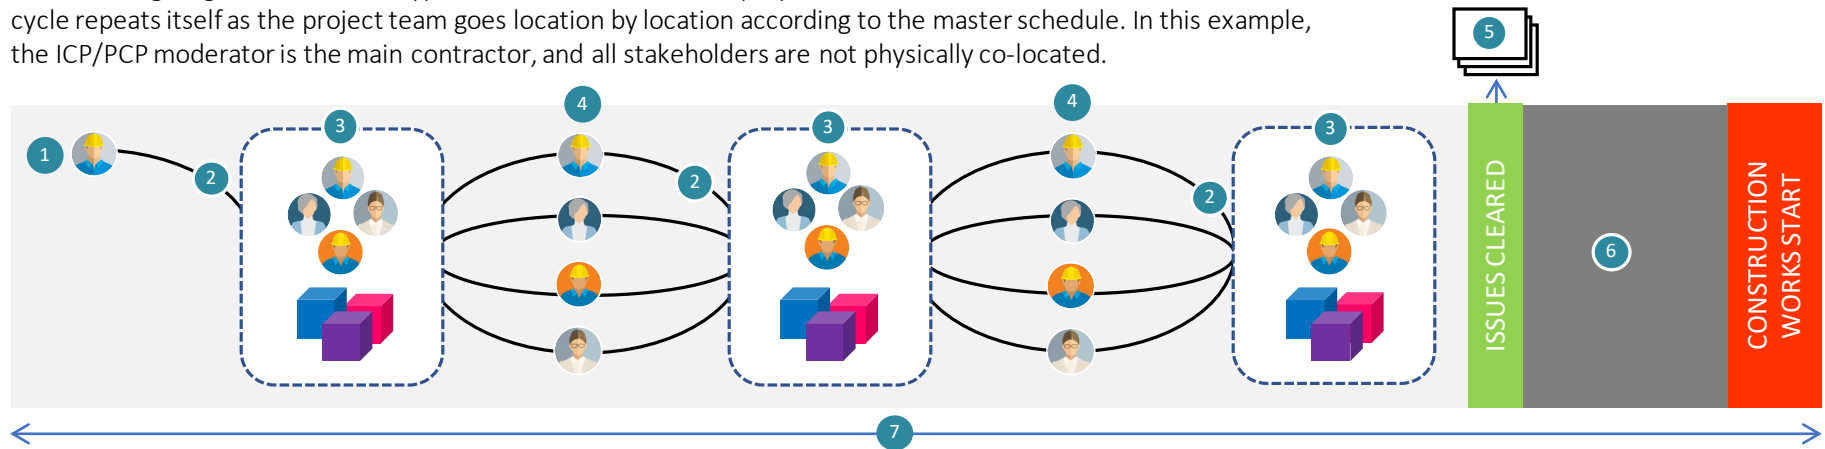 cycle repeats itself as the project team goes location by location according to the master schedule. In this example,
the ICP/PCP moderator is the main contractor, and all stakeholders are not physically co-located.
5
4
4
3
3
3
1
2
2
2
6
ISSUES CLEARED
CONSTRUCTION
WORKS START
7